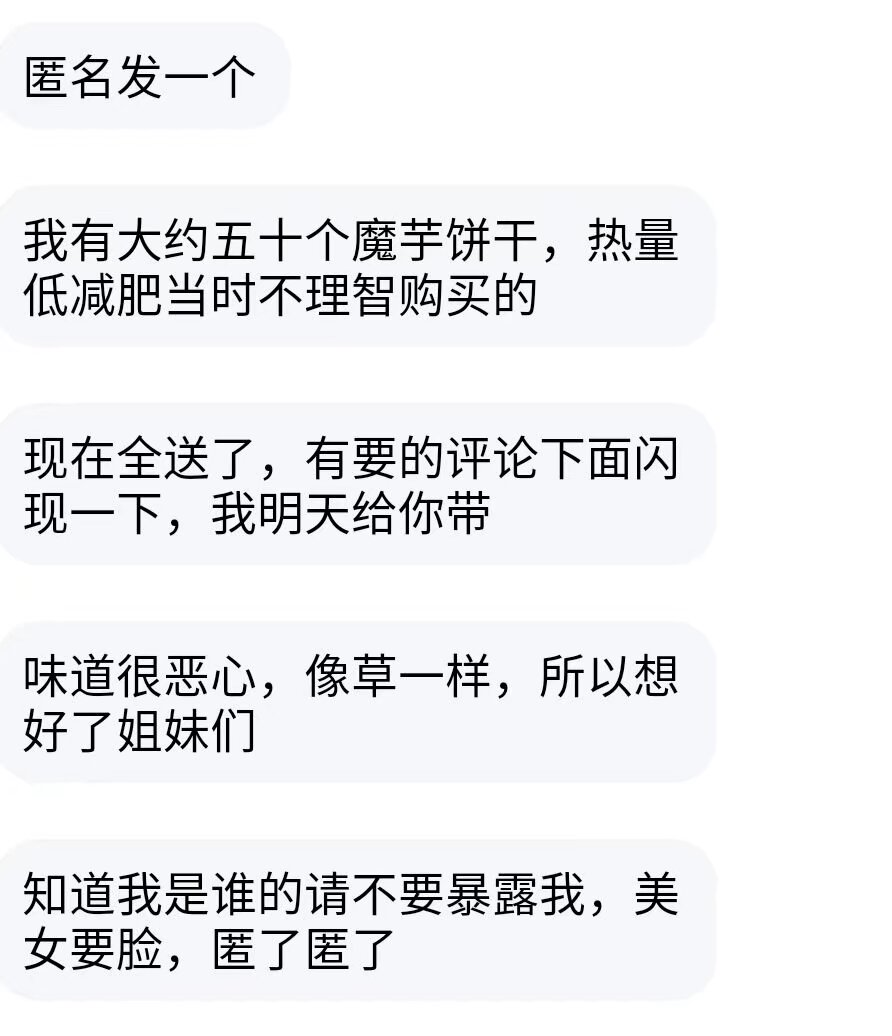 匿名发一个
我有大约五十个魔芋饼干，热量
低减肥当时不理智购买的
现在全送了，有要的评论下面闪
现一下，我明天给你带
味道很恶心，像草一样，所以想
好了姐妹们
知道我是谁的请不要暴露我，美
女要脸，匿了匿了